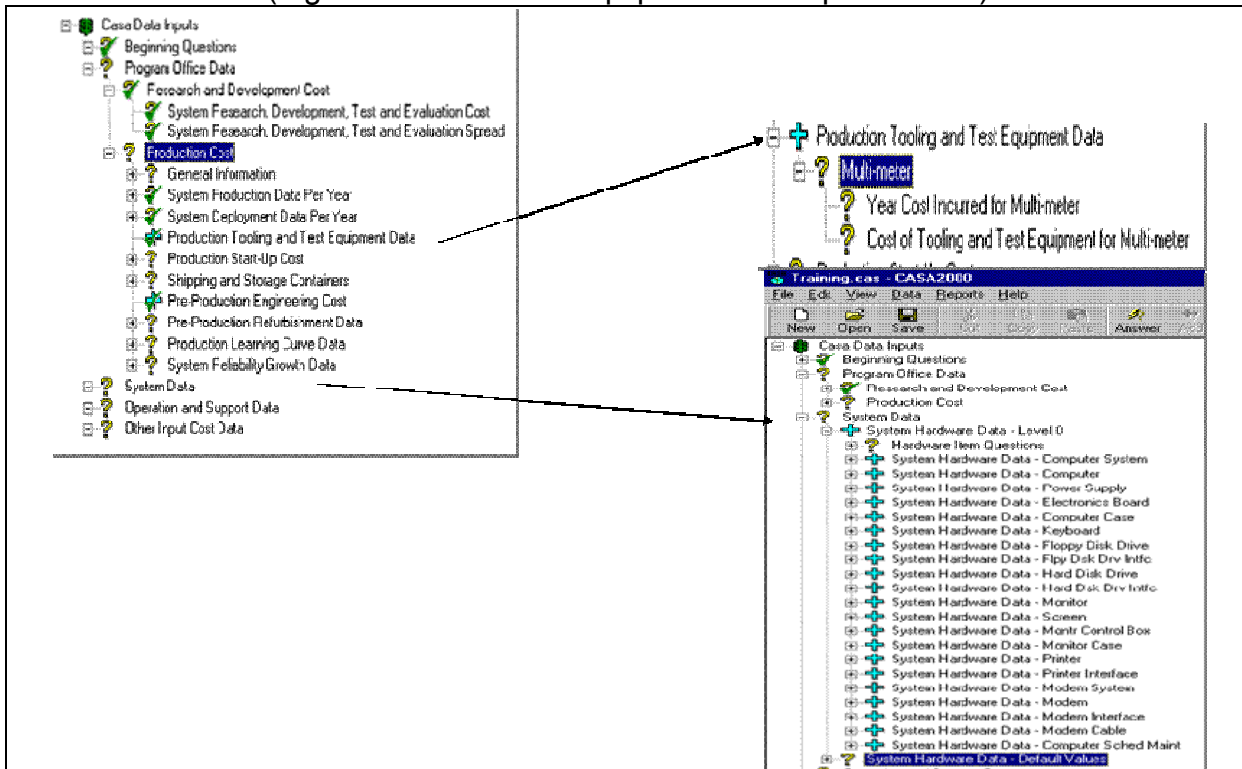 Casa Data Inputs
Beginning Questions
Program Office Data
Research and Development Cost
System Research, Development, Test and Evaluation Cost
System Research, Development, Test and Evaluation Spread
Production Cost
General Information
System Production Data Per Year
System Deployment Data Per Year
Production Tooling and Test Equipment Data
Production Start-Up Cost
Shipping and Storage Containers
Pre-Production Engineering Cost
Pre-Production Refurbishment Data
Production Learning Curve Data
System Reliability Growth Data
System Data
Operation and Support Data
Other Input Cost Data
Production Tooling and Test Equipment Data
Multi-meter
Year Cost Incurred for Multi-meter
Cost of Tooling and Test Equipment for Multi-meter
Training.cas - CASA2000
File Edit View Data Reports Help
New Open Save Cut Copy Paste Answer
Casa Data Inputs
Beginning Questions
Program Office Data
Research and Development Cost
Production Cost
System Data
System Hardware Data - Level 0
Hardware Item Questions
System Hardware Data - Computer System
System Hardware Data - Computer
System Hardware Data - Power Supply
System Hardware Data - Electronics Board
System Hardware Data - Computer Case
System Hardware Data - Keyboard
System Hardware Data - Floppy Disk Drive
System Hardware Data - Flpy Dsk Drv Intfc
System Hardware Data - Hard Disk Drive
System Hardware Data - Hard Dsk Drv Intfc
System Hardware Data - Monitor
System Hardware Data - Screen
System Hardware Data - Montr Control Box
System Hardware Data - Monitor Case
System Hardware Data - Printer
System Hardware Data - Printer Interface
System Hardware Data - Modem System
System Hardware Data - Modem
System Hardware Data - Modem Interface
System Hardware Data - Modem Cable
System Hardware Data - Computer Sched Maint
System Hardware Data - Default Values